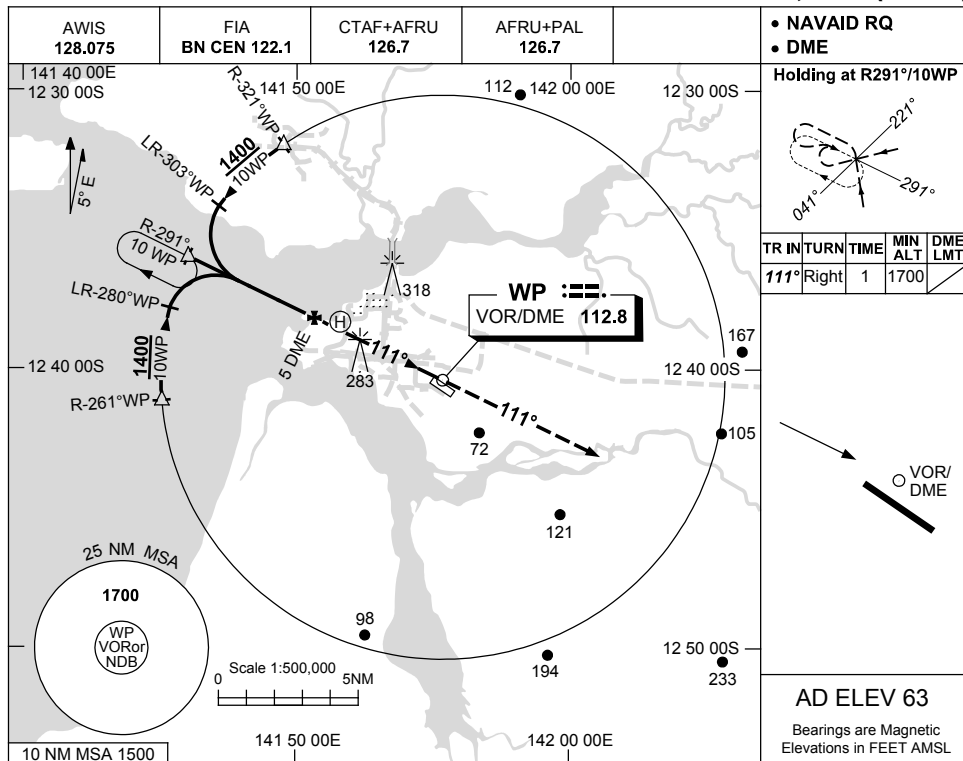 AWIS
128.075
FIA
BN CEN 122.1
CTAF+AFRU
126.7
AFRU+PAL
126.7
• NAVAID RQ
• DME
141 40 00E
12 30 00S
141 50 00E
112
142 00 00E
12 30 00S
Holding at R291°/10WP
221°
291°
041°
R-321°WP
1400
10WP
LR-303°WP
5° E
R-291°
10 WP
LR-280°WP
1400
10WP
R-261°WP
12 40 00S
318
WP
VOR/DME 112.8
H
5 DME
283
111°
111°
167
12 40 00S
105
72
121
TR IN TURN TIME MIN ALT DME LMT
111° Right 1 1700
VOR/
DME
25 NM MSA
1700
WP
VORor
NDB
98
194
12 50 00S
233
Scale 1:500,000
0 5NM
10 NM MSA 1500
141 50 00E
142 00 00E
AD ELEV 63
Bearings are Magnetic
Elevations in FEET AMSL